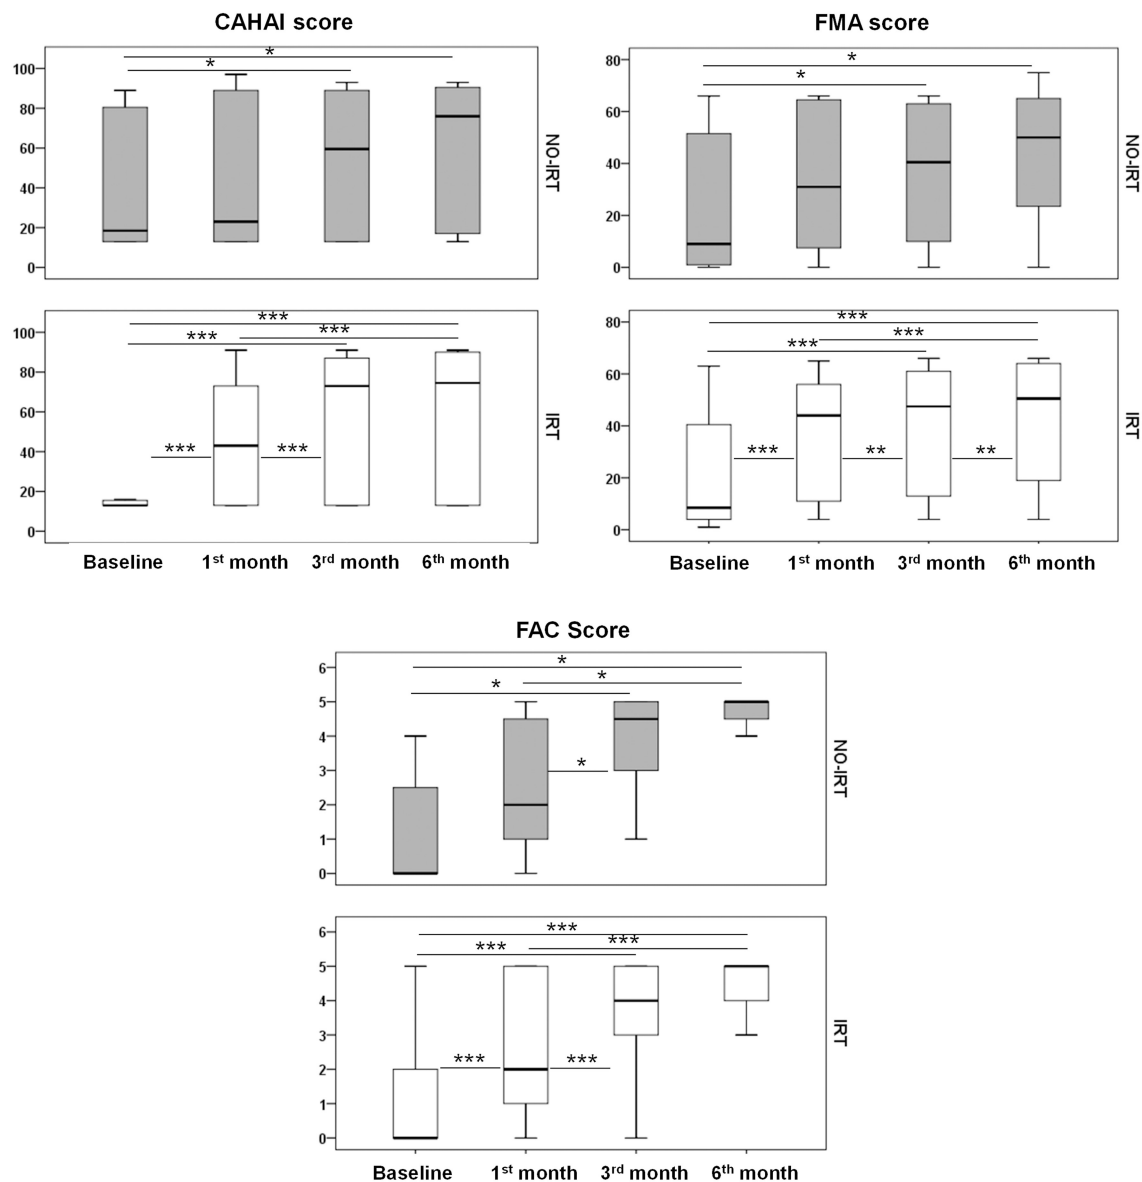 CAHAI score
*
*
100
80
60
40
20
0
NO-IRT
***
***
***
100
80
60
40
20
0
***
***
IRT
Baseline
1st month
3rd month
6th month
FMA score
*
*
80
60
40
20
0
NO-IRT
***
***
***
80
60
40
20
0
***
**
**
IRT
Baseline
1st month
3rd month
6th month
FAC Score
*
*
*
6
5
4
3
2
1
0
*
NO-IRT
***
***
***
6
5
4
3
2
1
0
***
***
IRT
Baseline
1st month
3rd month
6th month